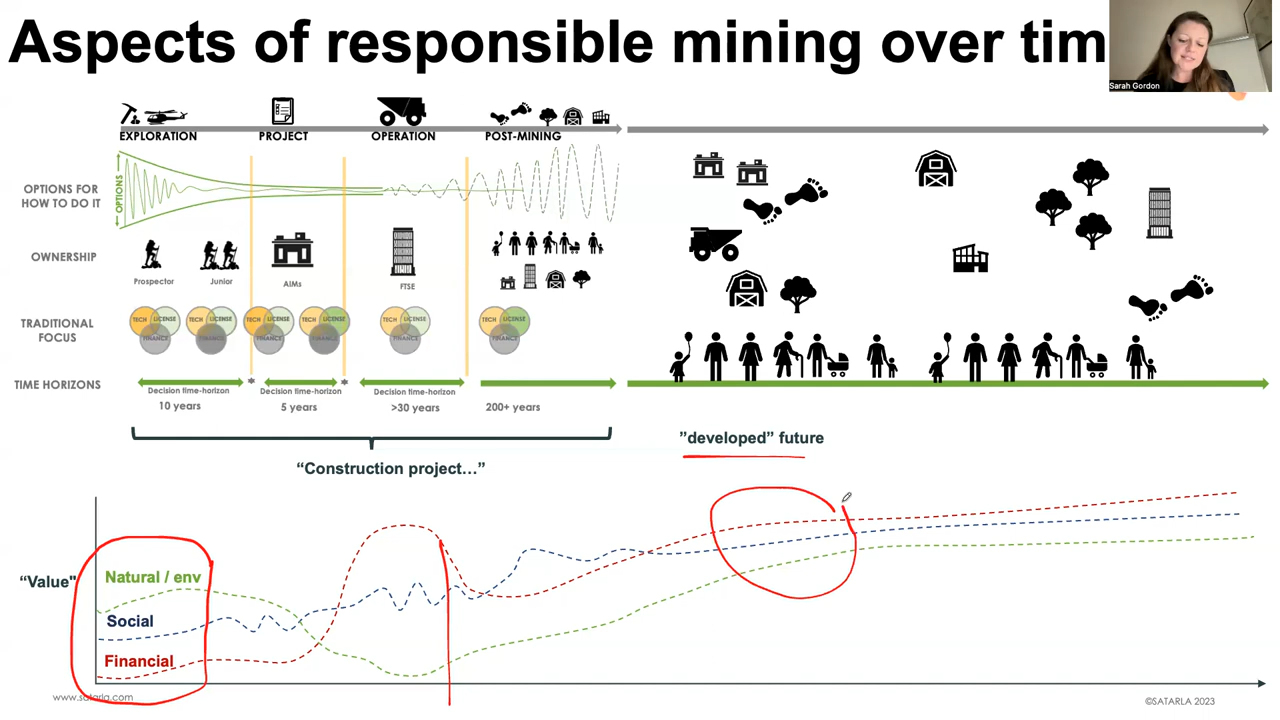 Aspects of responsible mining over tim
Sarah Gordon
EXPLORATION PROJECT OPERATION POST-MINING
OPTIONS FOR
HOW TO DO IT
OPTIONS
OWNERSHIP
Prospector Junior AIMs FTSE
TRADITIONAL
FOCUS
TECH LICENSE FINANCE
TECH LICENSE FINANCE
TECH LICENSE FINANCE
TECH LICENSE FINANCE
TECH LICENSE FINANCE
TECH LICENSE FINANCE
TIME HORIZONS
* *
Decision time-horizon Decision time-horizon Decision time-horizon
10 years 5 years >30 years 200+ years
"developed" future
“Construction project…”
“Value"
Natural / env
Social
Financial
www.satarla.com
©SATARLA 2023